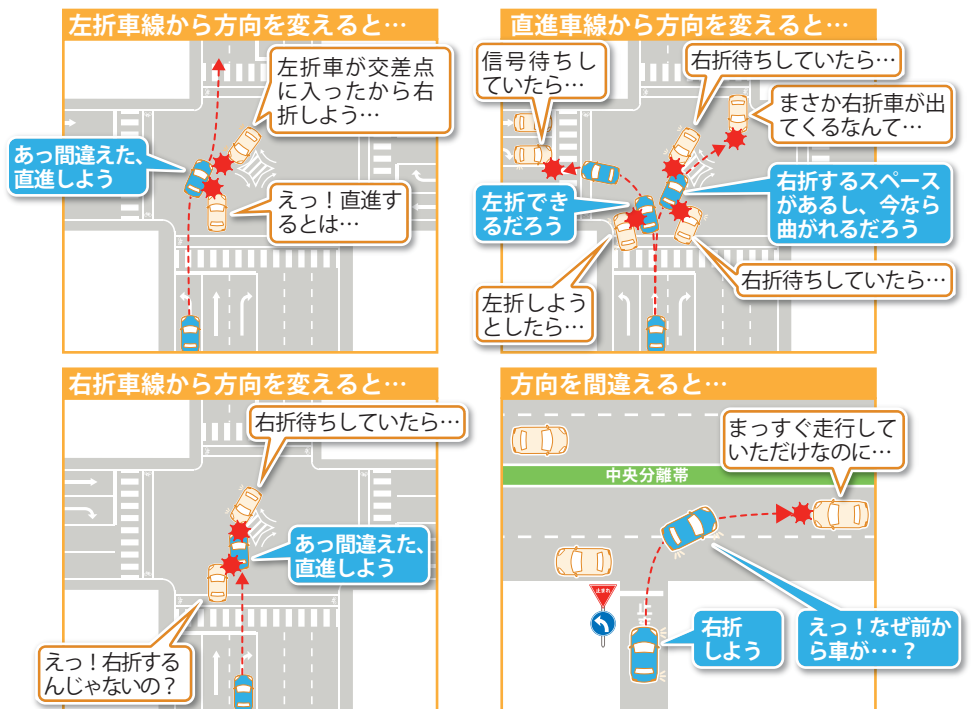 左折車線から方向を変えると…
左折車が交差点
に入ったから右
折しよう…
あっ間違えた、
直進しよう
えっ！直進す
るとは…
直進車線から方向を変えると…
信号待ちし
ていたら…
右折待ちしていたら…
まさか右折車が出
てくるなんて…
左折でき
るだろう
右折するスペース
があるし、今なら
曲がれるだろう
右折待ちしていたら…
左折しよう
としたら…
右折車線から方向を変えると…
右折待ちしていたら…
あっ間違えた、
直進しよう
えっ！右折する
んじゃないの？
方向を間違えると…
まっすぐ走行して
いただけなのに…
中央分離帯
止まれ
右折
しよう
えっ！なぜ前か
ら車が・・・？